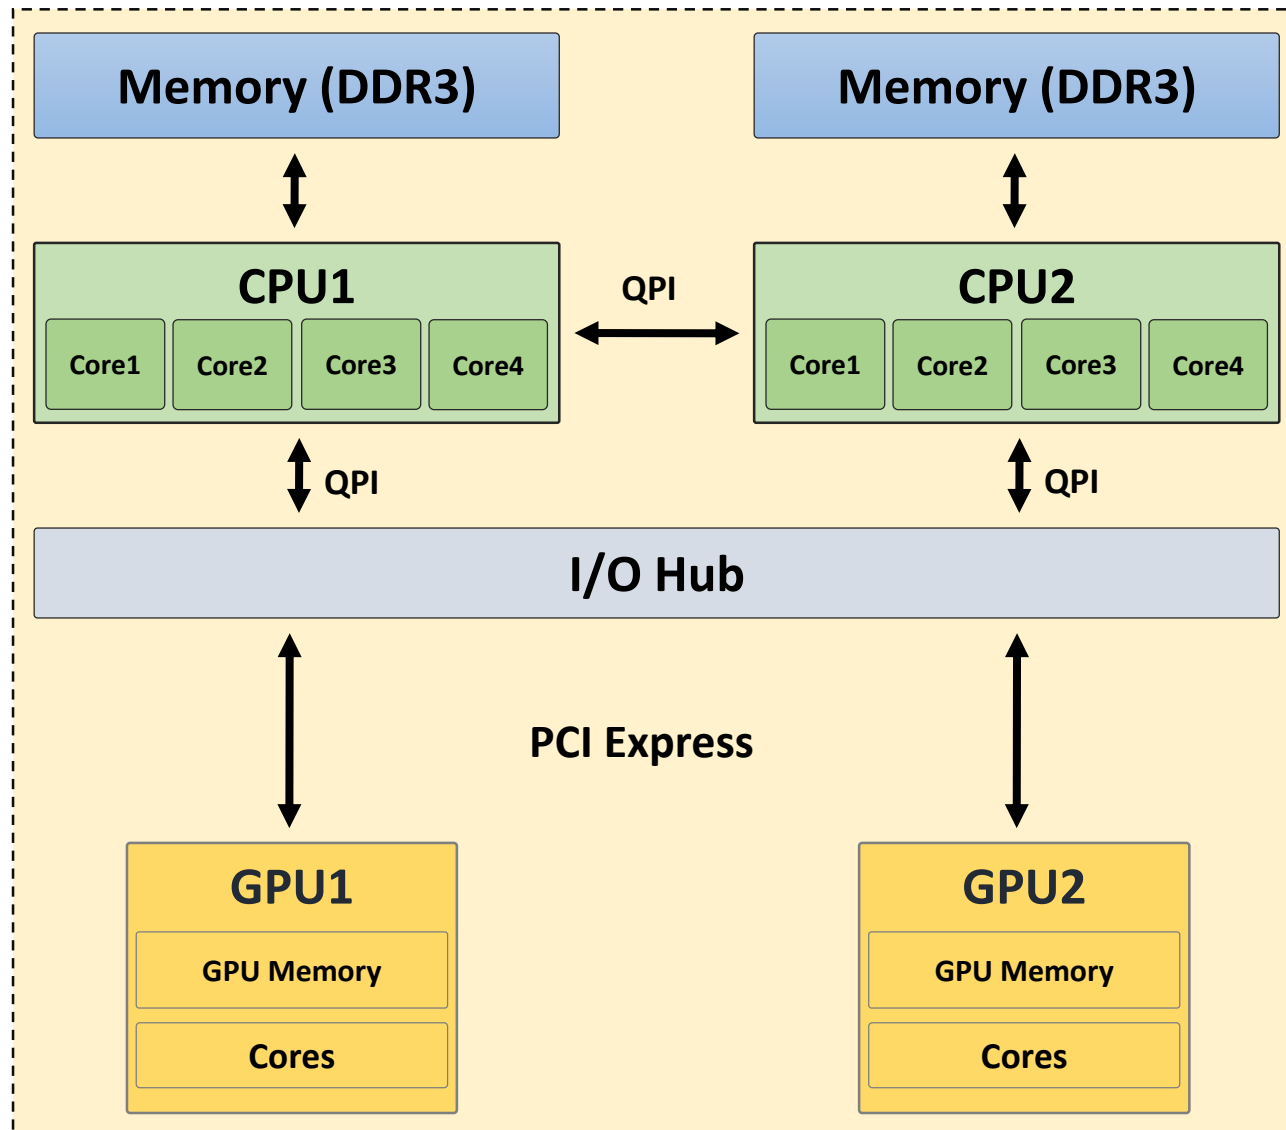 Memory (DDR3)
Memory (DDR3)
CPU1
Core1
Core2
Core3
Core4
QPI
CPU2
Core1
Core2
Core3
Core4
QPI
QPI
I/O Hub
PCI Express
GPU1
GPU Memory
Cores
GPU2
GPU Memory
Cores